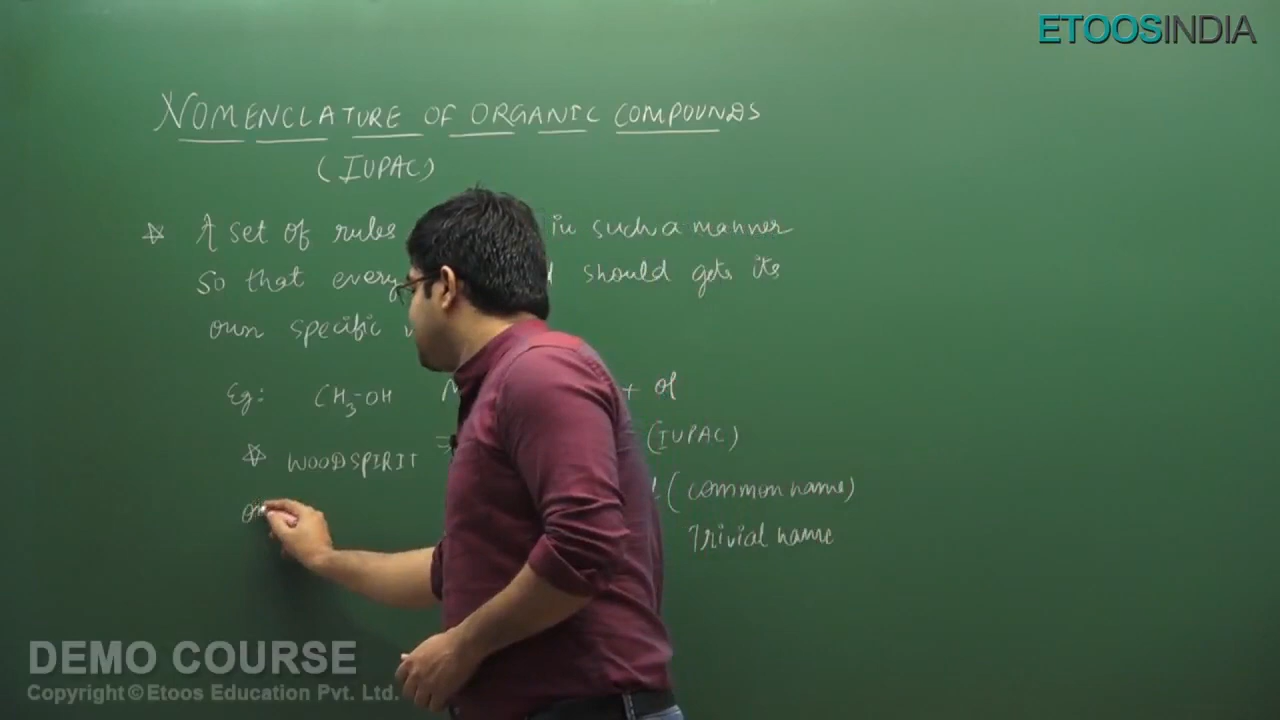 ETOOSINDIA
NOMENCLATURE OF ORGANIC COMPOUNDS
(IUPAC)
A set of rules in such a manner
so that every should gets its
own specific
Eg: CH3-OH + ol
(IUPAC)
WOODSPIRIT
(common name)
Trivial name
DEMO COURSE
Copyright © Etoos Education Pvt. Ltd.